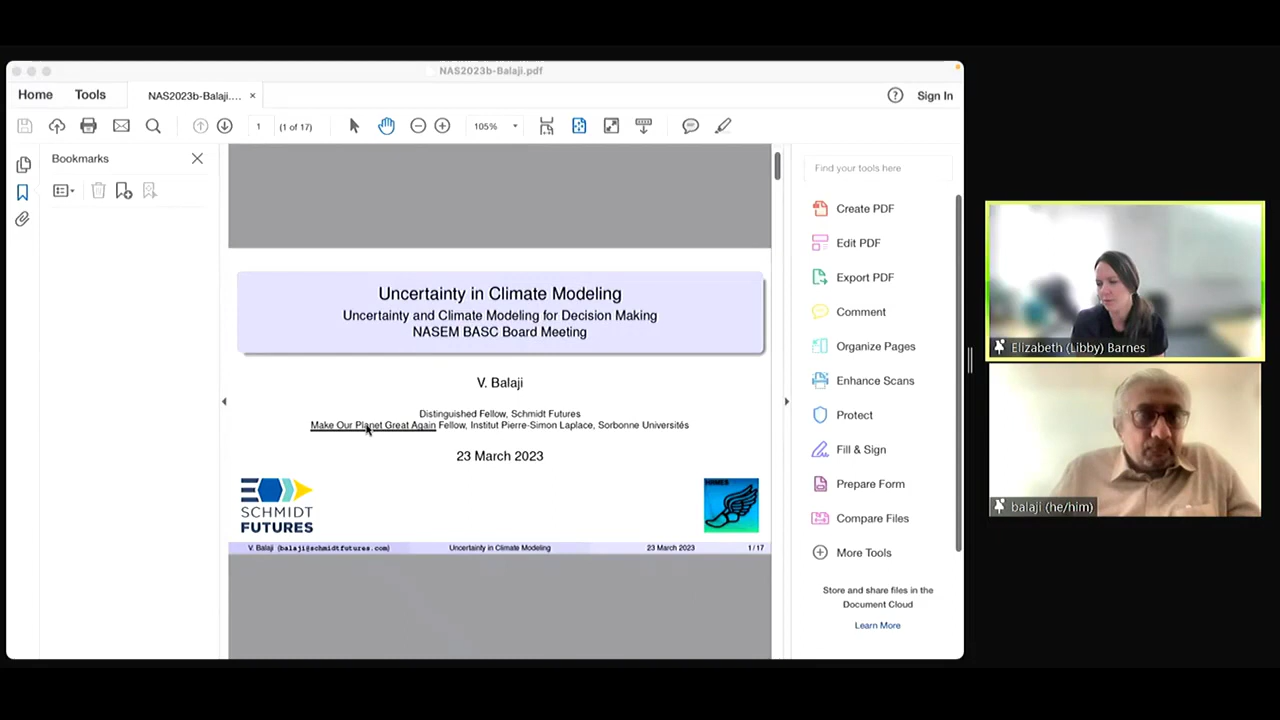 NAS2023b-Balaji.pdf
Home
Tools
NAS2023b-Balaji.... ×
Sign In
1
(1 of 17)
105%
Bookmarks
Find your tools here
Create PDF
Edit PDF
Export PDF
Comment
Organize Pages
Enhance Scans
Protect
Fill & Sign
Prepare Form
Compare Files
More Tools
Store and share files in the
Document Cloud
Learn More
Uncertainty in Climate Modeling
Uncertainty and Climate Modeling for Decision Making
NASEM BASC Board Meeting
V. Balaji
Distinguished Fellow, Schmidt Futures
Make Our Planet Great Again Fellow, Institut Pierre-Simon Laplace, Sorbonne Universités
23 March 2023
SCHMIDT
FUTURES
V. Balaji (balaji@schmidtfutures.com)
Uncertainty in Climate Modeling
23 March 2023
1 / 17
Elizabeth (Libby) Barnes
balaji (he/him)